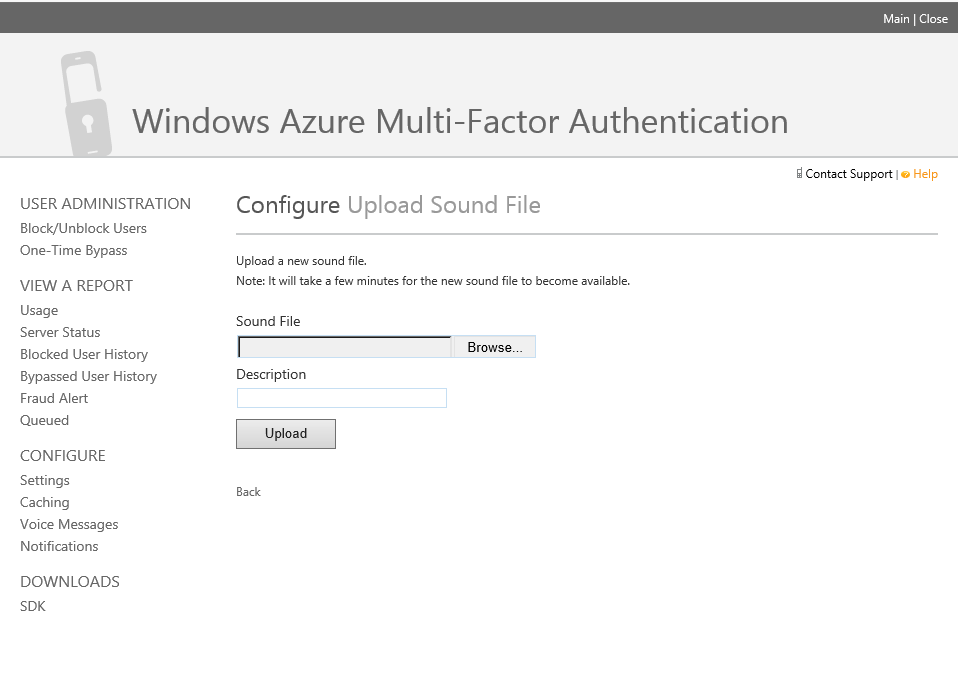 Main | Close
Windows Azure Multi-Factor Authentication
Contact Support | Help
USER ADMINISTRATION
Block/Unblock Users
One-Time Bypass
VIEW A REPORT
Usage
Server Status
Blocked User History
Bypassed User History
Fraud Alert
Queued
CONFIGURE
Settings
Caching
Voice Messages
Notifications
DOWNLOADS
SDK
Configure Upload Sound File
Upload a new sound file.
Note: It will take a few minutes for the new sound file to become available.
Sound File
Browse...
Description
Upload
Back